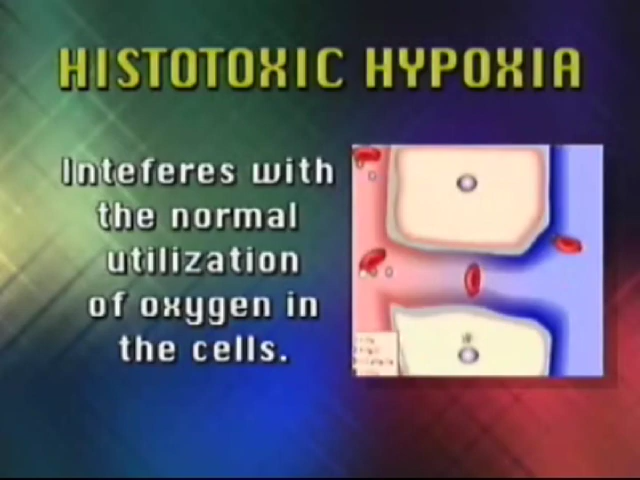 HISTOTOXIC HYPOXIA
Inteferes with
the normal
utilization
of oxygen in
the cells.